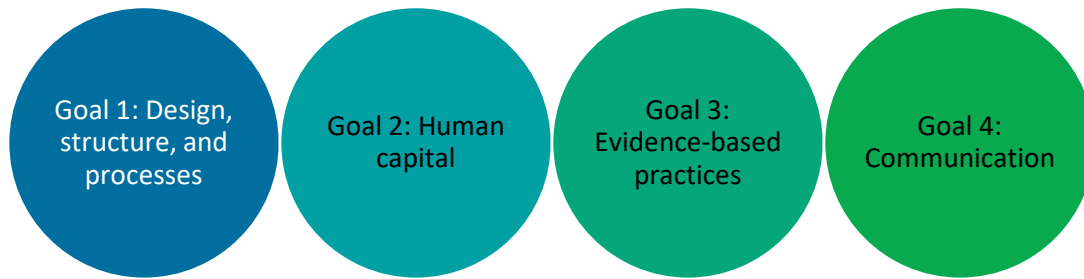 Goal 1: Design,
structure, and
processes
Goal 2: Human
capital
Goal 3:
Evidence-based
practices
Goal 4:
Communication